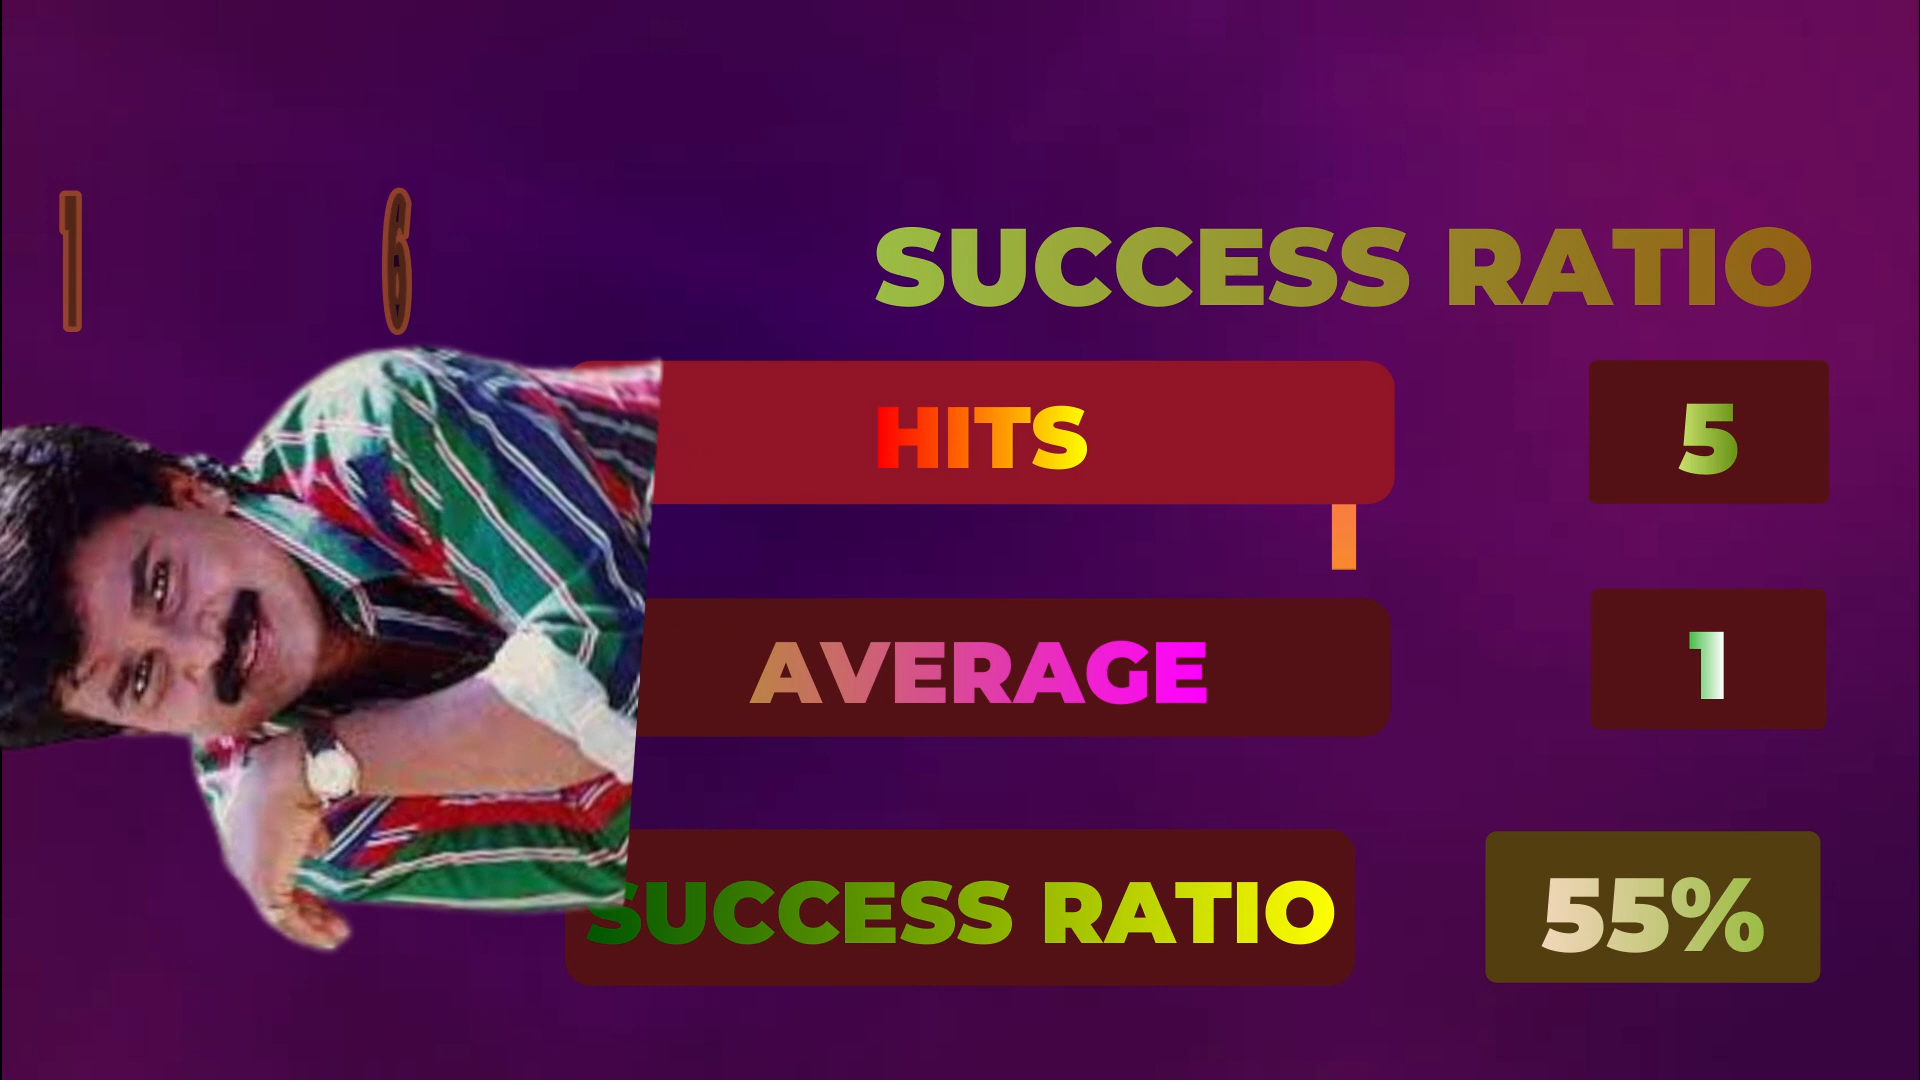 1 6
SUCCESS RATIO
HITS 5
AVERAGE 1
SUCCESS RATIO 55%